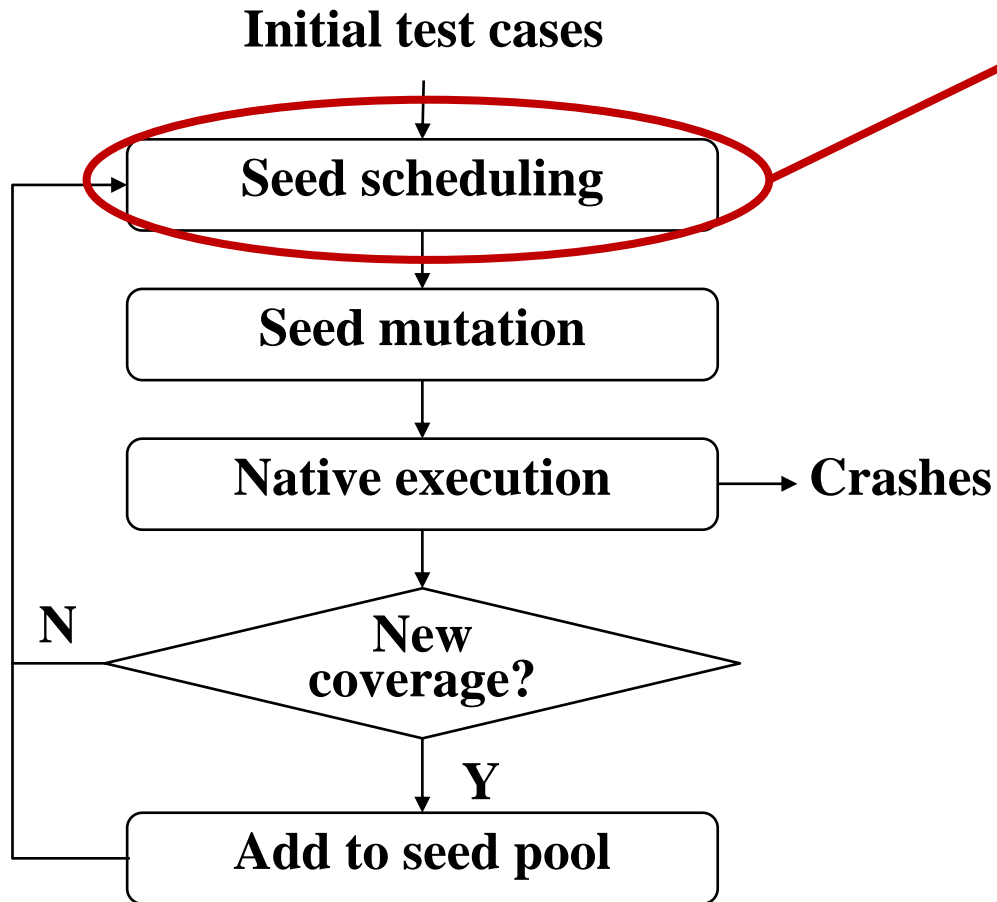 Initial test cases
Seed scheduling
Seed mutation
Native execution
Crashes
N
New
coverage?
Y
Add to seed pool